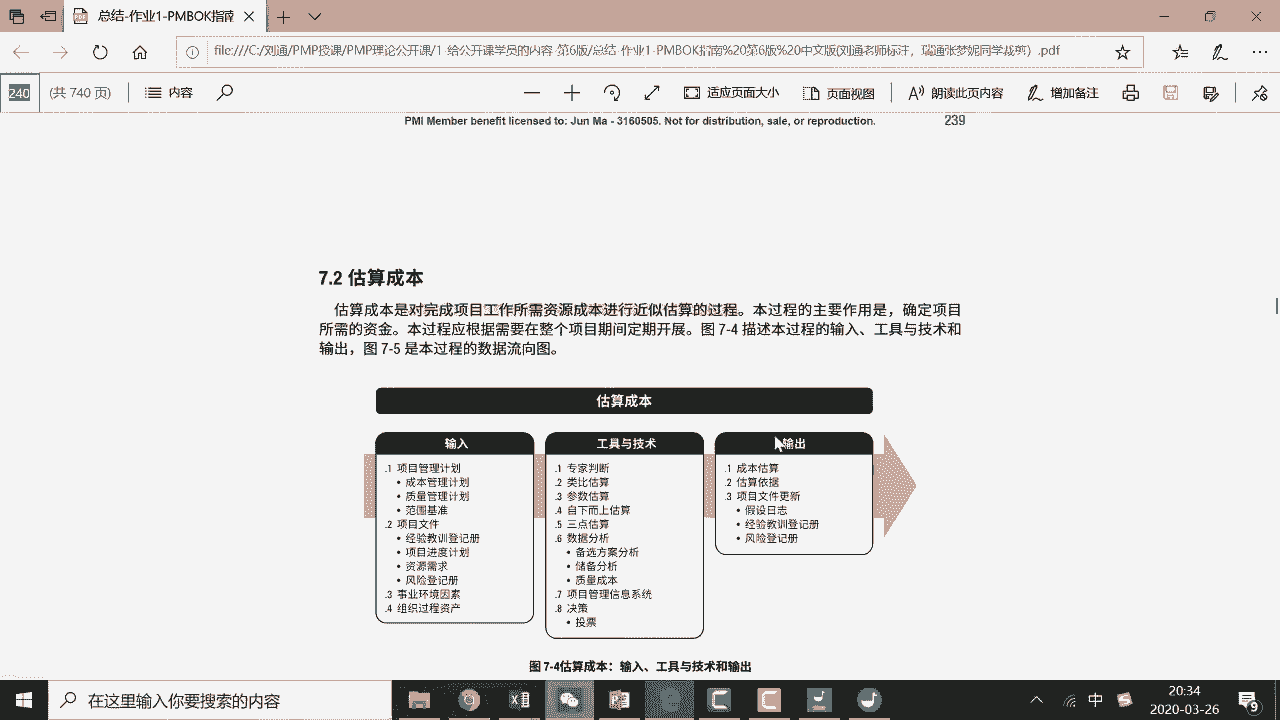 总结-作业1-PMBOK指南
file:///C:/刘通/PMP授课/PMP理论公开课/1-给公开课学员的内容-第6版/总结-作业1-PMBOK指南%20第6版%20中文版(刘通老师标注，瑞通张梦妮同学裁剪）.pdf
240 (共 740 页) 内容 适应页面大小 页面视图 朗读此页内容 增加备注
PMI Member benefit licensed to: Jun Ma - 3160505. Not for distribution, sale, or reproduction. 239
7.2 估算成本
估算成本是对完成项目工作所需资源成本进行近似估算的过程。本过程的主要作用是，确定项目
所需的资金。本过程应根据需要在整个项目期间定期开展。图 7-4 描述本过程的输入、工具与技术和
输出，图 7-5 是本过程的数据流向图。
估算成本
输入
.1 项目管理计划
• 成本管理计划
• 质量管理计划
• 范围基准
.2 项目文件
• 经验教训登记册
• 项目进度计划
• 资源需求
• 风险登记册
.3 事业环境因素
.4 组织过程资产
工具与技术
.1 专家判断
.2 类比估算
.3 参数估算
.4 自下而上估算
.5 三点估算
.6 数据分析
• 备选方案分析
• 储备分析
• 质量成本
.7 项目管理信息系统
.8 决策
• 投票
输出
.1 成本估算
.2 估算依据
.3 项目文件更新
• 假设日志
• 经验教训登记册
• 风险登记册
图 7-4估算成本：输入、工具与技术和输出
在这里输入你要搜索的内容
中
20:34
2020-03-26
9